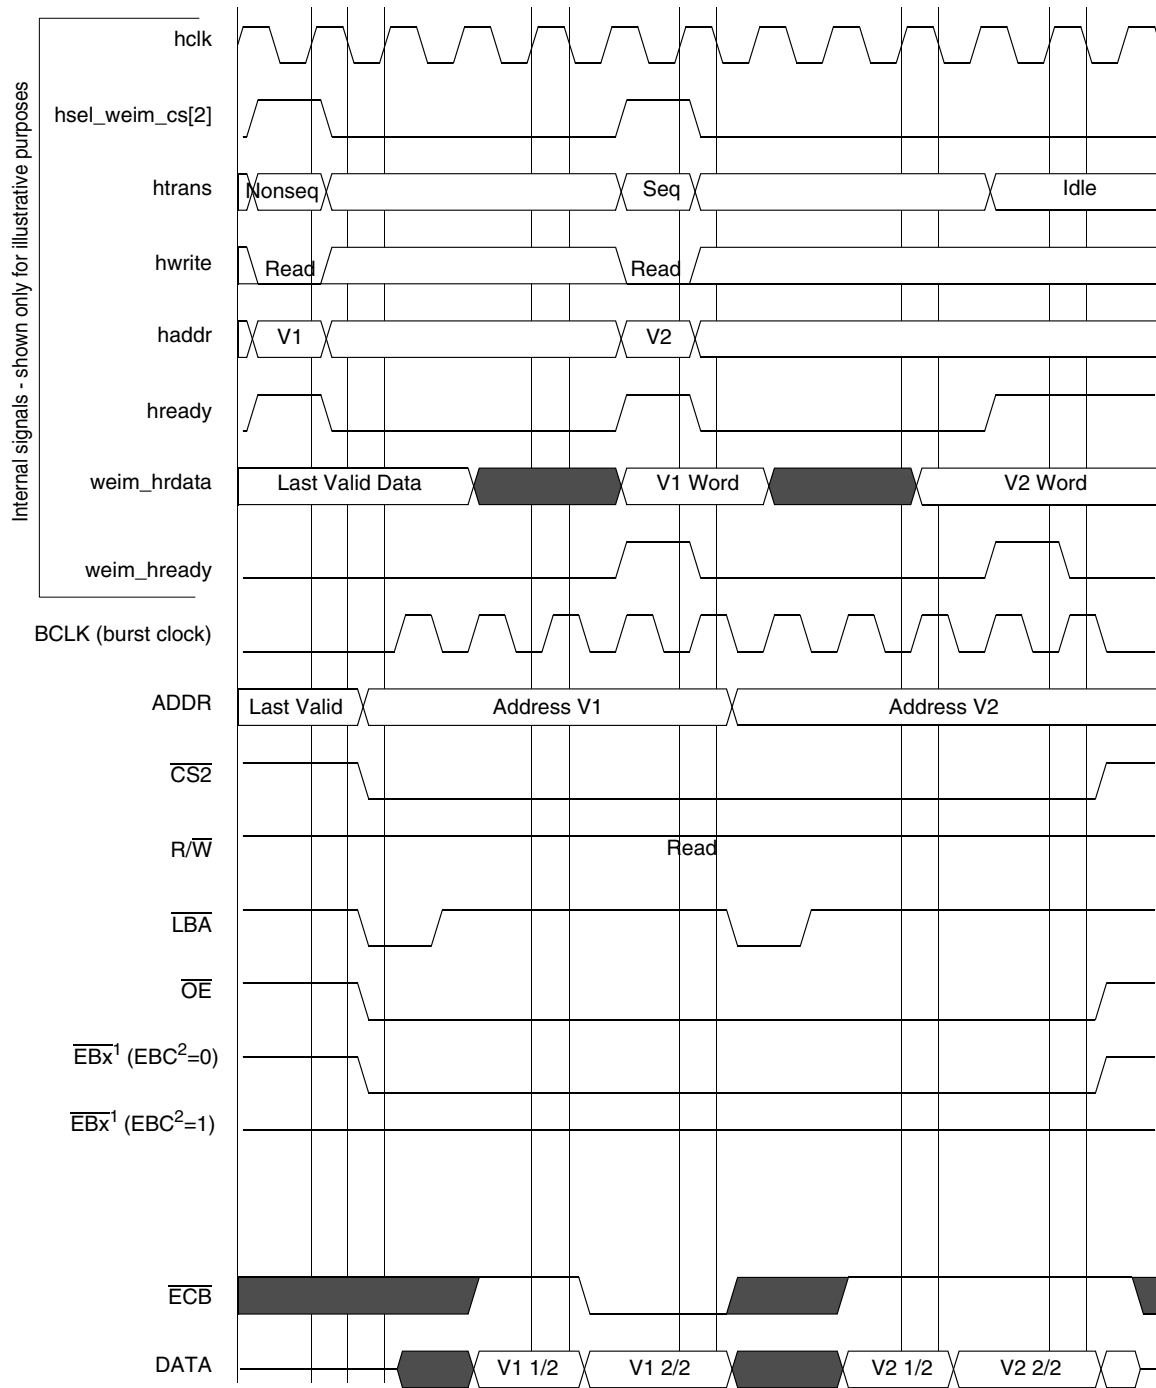 Internal signals - shown only for illustrative purposes
hclk
hsel_weim_cs[2]
htrans Nonseq Seq Idle
hwrite Read Read
haddr V1 V2
hready
weim_hrdata Last Valid Data V1 Word V2 Word
weim_hready
BCLK (burst clock)
ADDR Last Valid Address V1 Address V2
CS2
R/W Read
LBA
OE
EBx¹ (EBC²=0)
EBx¹ (EBC²=1)
ECB
DATA V1 1/2 V1 2/2 V2 1/2 V2 2/2